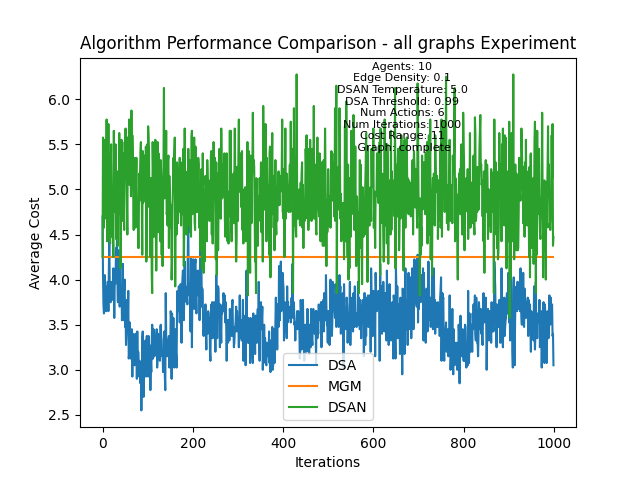 Algorithm Performance Comparison - all graphs Experiment
Agents: 10
Edge Density: 0.1
DSAN Temperature: 5.0
DSA Threshold: 0.99
Num Actions: 6
Num Iterations: 1000
Cost Range: 11
Graph: complete
6.0
5.5
5.0
4.5
4.0
3.5
3.0
2.5
Average Cost
DSA
MGM
DSAN
0 200 400 600 800 1000
Iterations